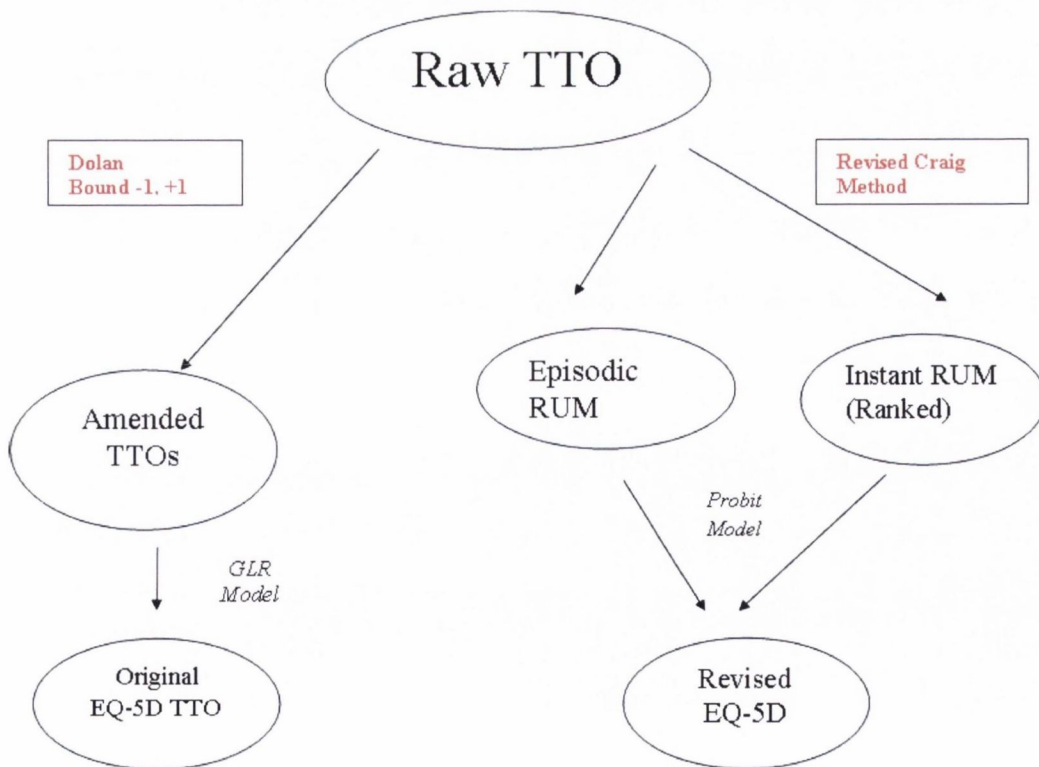 Raw TTO
Dolan
Bound -1, +1
Revised Craig
Method
Episodic
RUM
Instant RUM
(Ranked)
Amended
TTOs
Probit
Model
GLR
Model
Original
EQ-5D TTO
Revised
EQ-5D